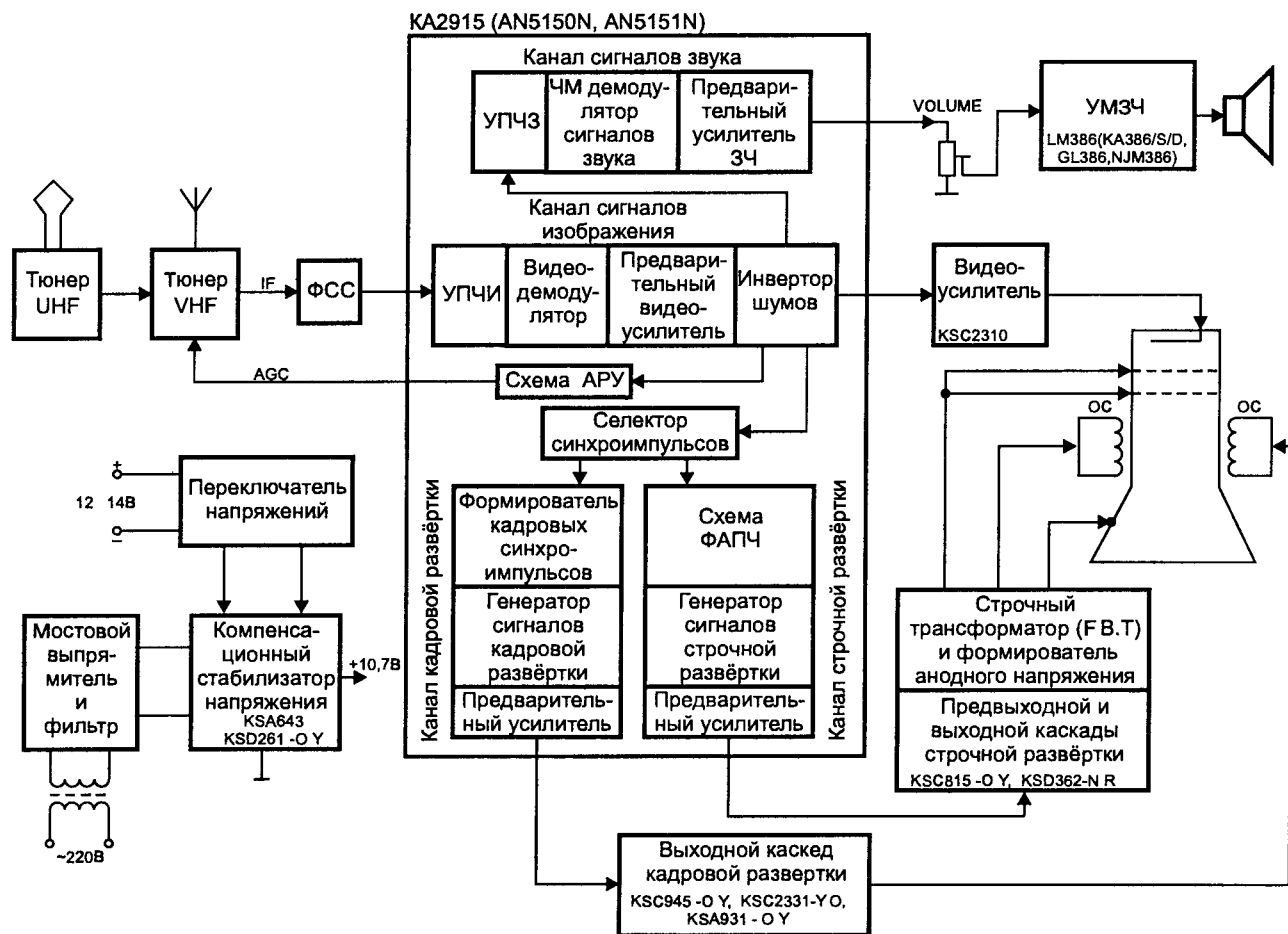 КА2915 (AN5150N, AN5151N)
Канал сигналов звука
УПЧЗ
ЧМ демоду-
лятор
сигналов
звука
Предвари-
тельный
усилитель
ЗЧ
VOLUME
УМЗЧ
LM386(KA386/S/D,
GL386,NJM386)
Канал сигналов
изображения
Тюнер
UHF
Тюнер
VHF
IF
ФСС
УПЧИ
Видео-
демоду-
лятор
Предвари-
тельный
видео-
усилитель
Инвертор
шумов
Видео-
усилитель
KSC2310
AGC
Схема АРУ
Селектор
синхроимпульсов
ОС
ОС
+
12 14В
–
Переключатель
напряжений
Канал кадровой развёртки
Формирователь
кадровых
синхро-
импульсов
Генератор
сигналов
кадровой
развёртки
Предваритель-
ный усилитель
Схема
ФАПЧ
Генератор
сигналов
строчной
развёртки
Предваритель-
ный усилитель
Канал строчной развёртки
Мостовой
выпря-
митель
и
фильтр
Компенса-
ционный
стабилизатор
напряжения
KSA643
KSD261 -O Y
+10,7В
~220В
Строчный
трансформатор (F B.T)
и формирователь
анодного напряжения
Предвыходной и
выходной каскады
строчной развёртки
KSC815 -O Y, KSD362-N R
Выходной каскед
кадровой развертки
KSC945 -O Y, KSC2331-Y O,
KSA931 - O Y